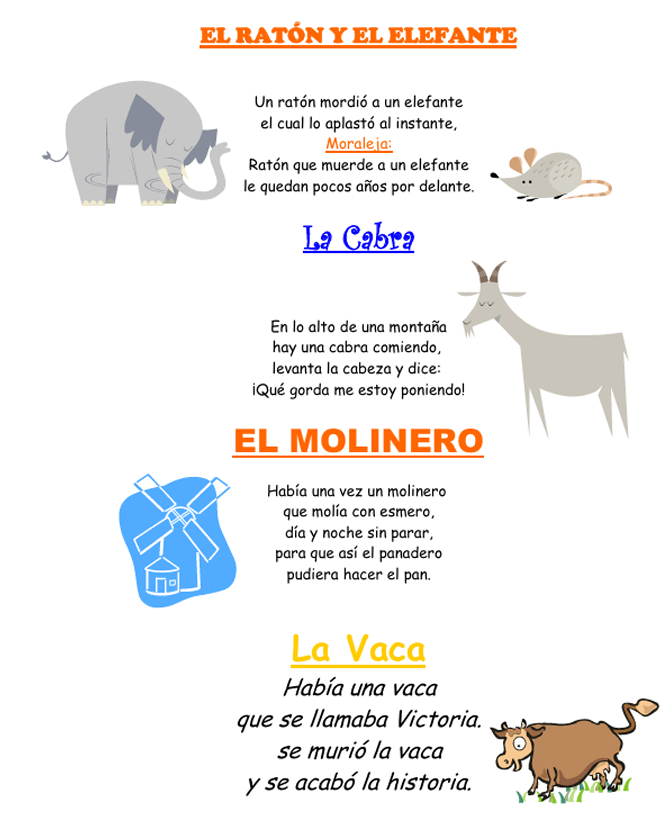 EL RATÓN Y EL ELEFANTE
Un ratón mordió a un elefante
el cual lo aplastó al instante,
Moraleja:
Ratón que muerde a un elefante
le quedan pocos años por delante.
La Cabra
En lo alto de una montaña
hay una cabra comiendo,
levanta la cabeza y dice:
¡Qué gorda me estoy poniendo!
EL MOLINERO
Había una vez un molinero
que molía con esmero,
día y noche sin parar,
para que así el panadero
pudiera hacer el pan.
La Vaca
Había una vaca
que se llamaba Victoria.
se murió la vaca
y se acabó la historia.